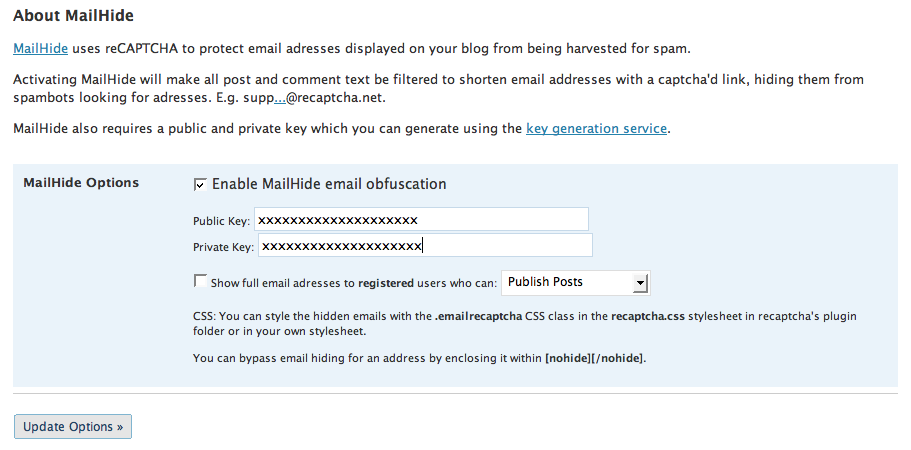 About MailHide
MailHide uses reCAPTCHA to protect email adresses displayed on your blog from being harvested for spam.
Activating MailHide will make all post and comment text be filtered to shorten email addresses with a captcha'd link, hiding them from
spambots looking for adresses. E.g. supp...@recaptcha.net.
MailHide also requires a public and private key which you can generate using the key generation service.
MailHide Options
Enable MailHide email obfuscation
Public Key: xxxxxxxxxxxxxxxxxxxx
Private Key: xxxxxxxxxxxxxxxxxxxx
Show full email adresses to registered users who can: Publish Posts
CSS: You can style the hidden emails with the .emailrecaptcha CSS class in the recaptcha.css stylesheet in recaptcha's plugin
folder or in your own stylesheet.
You can bypass email hiding for an address by enclosing it within [nohide][/nohide].
Update Options »